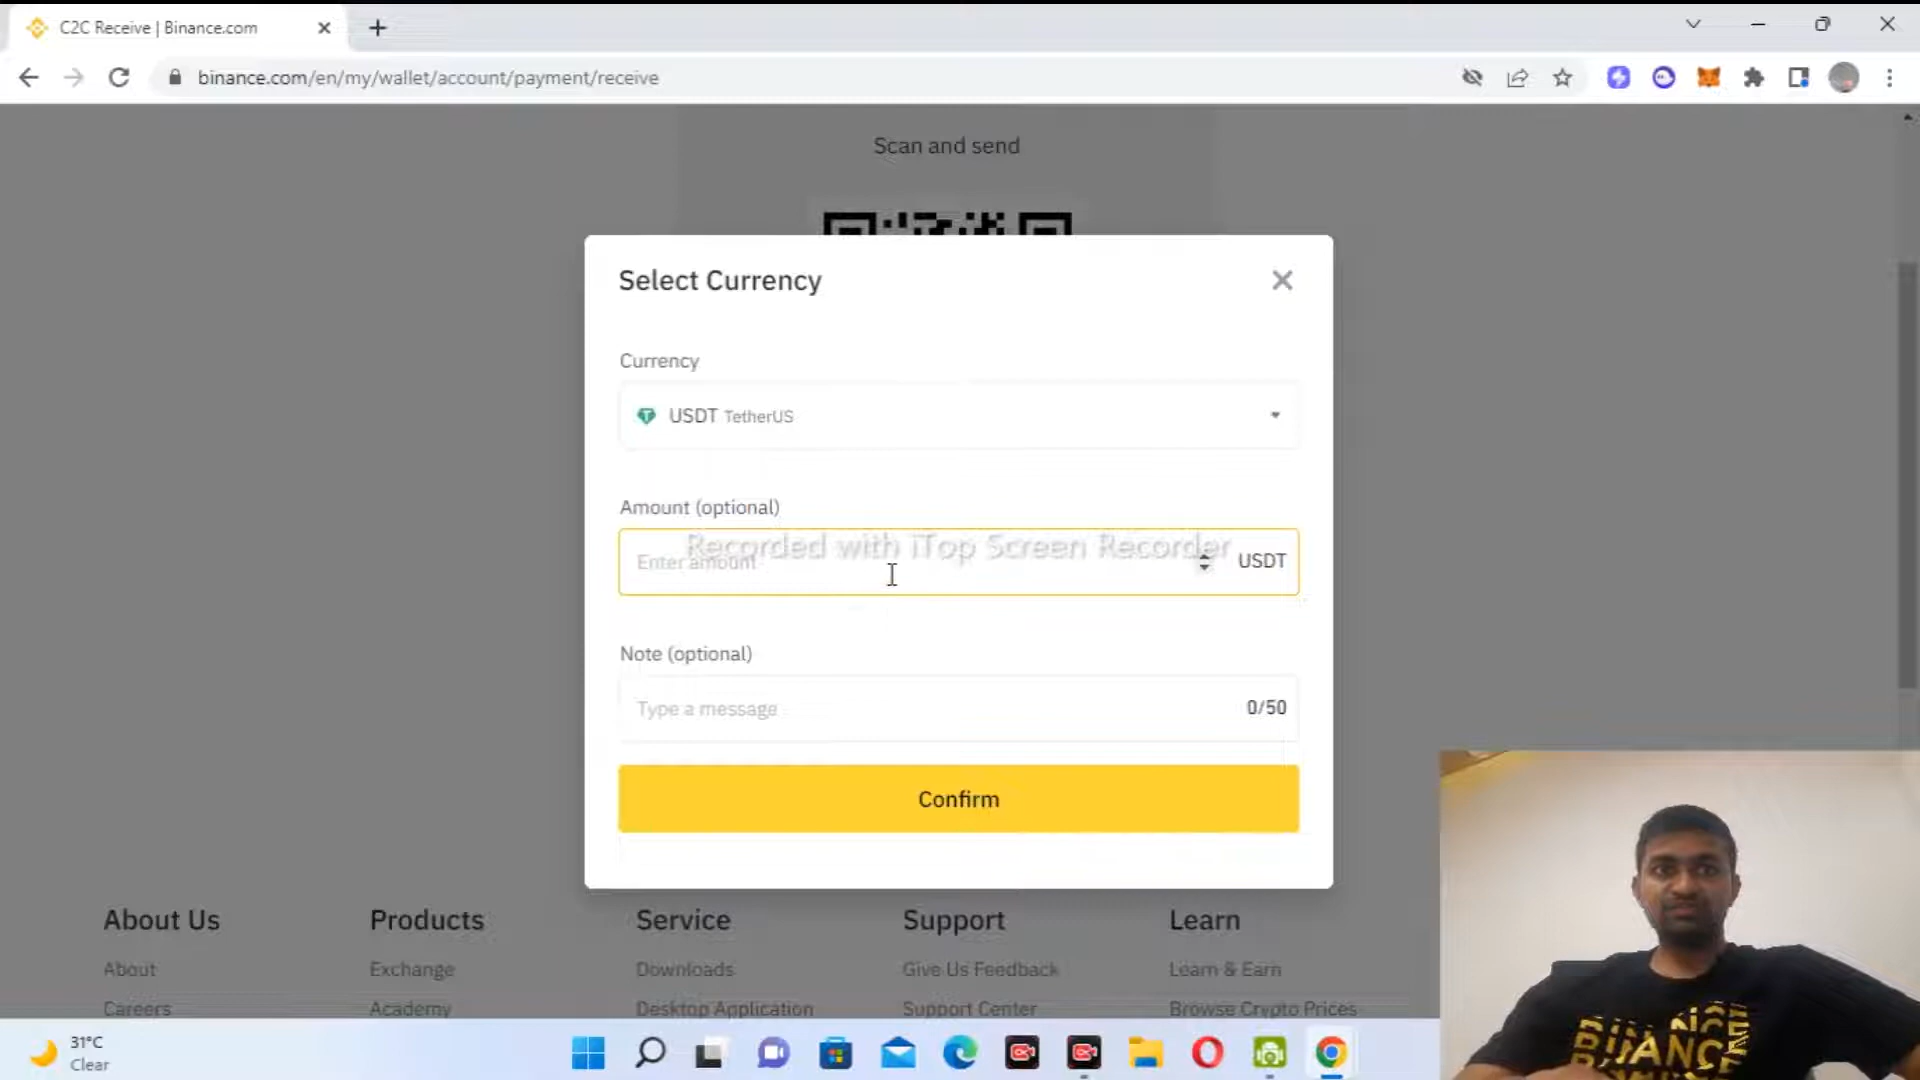 C2C Receive | Binance.com
binance.com/en/my/wallet/account/payment/receive
Scan and send
Select Currency
Currency
USDT TetherUS
Amount (optional)
Enter amount
USDT
Recorded with iTop Screen Recorder
Note (optional)
Type a message
0/50
Confirm
About Us
Products
Service
Support
Learn
About
Exchange
Downloads
Give Us Feedback
Learn & Earn
Careers
Academy
Desktop Application
Support Center
Browse Crypto Prices
31°C
Clear
BINANCE
BINANCE